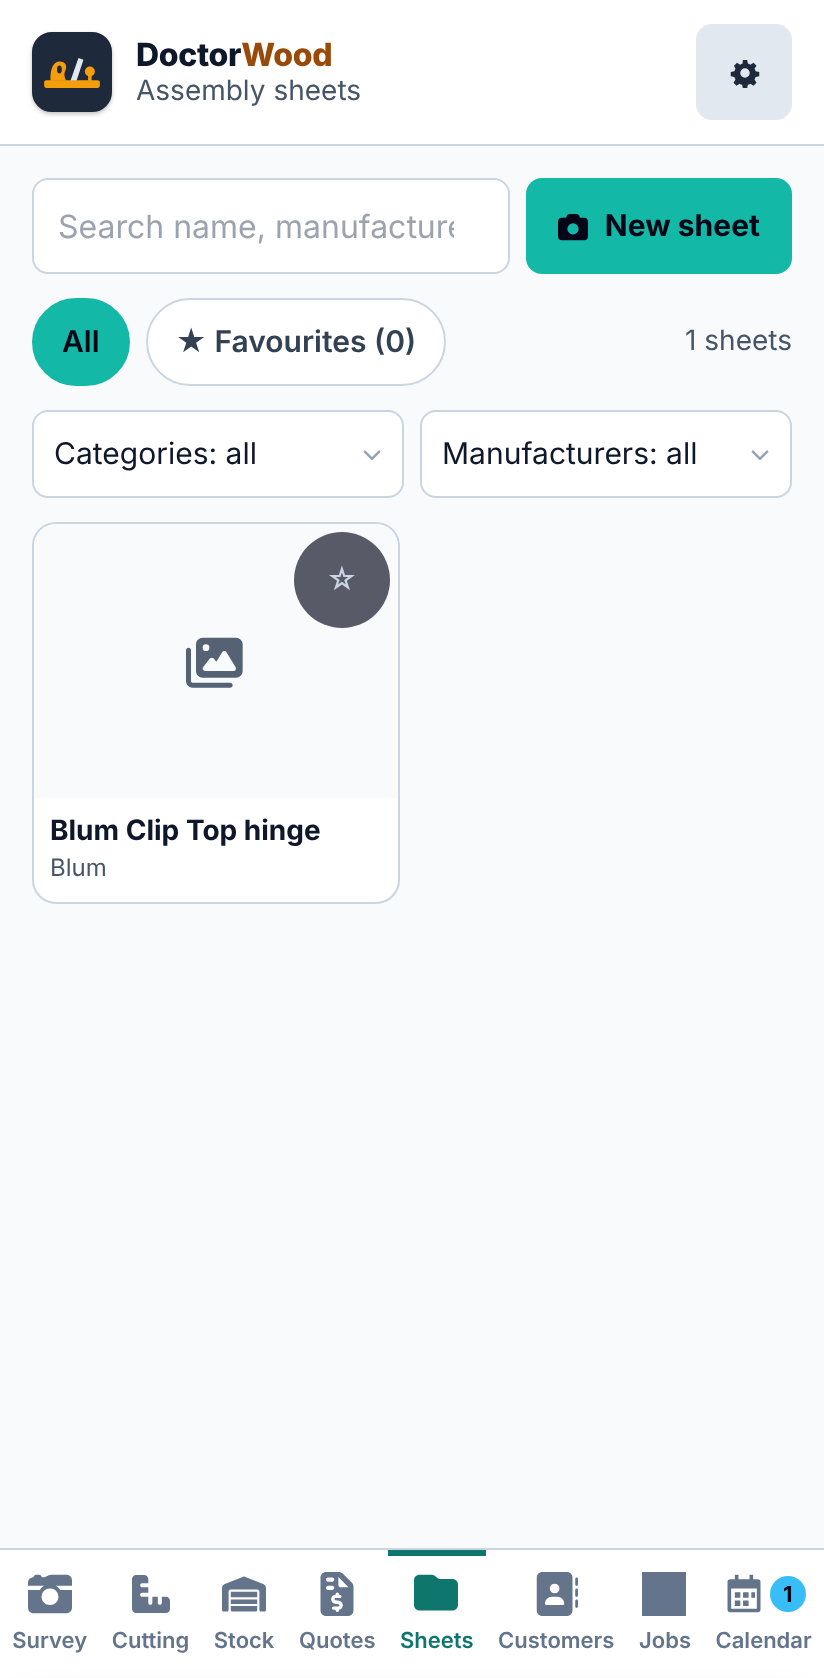 DoctorWood
Assembly sheets
Search name, manufacture
New sheet
All
★ Favourites (0)
1 sheets
Categories: all
Manufacturers: all
Blum Clip Top hinge
Blum
1
Survey
Cutting
Stock
Quotes
Sheets
Customers
Jobs
Calendar